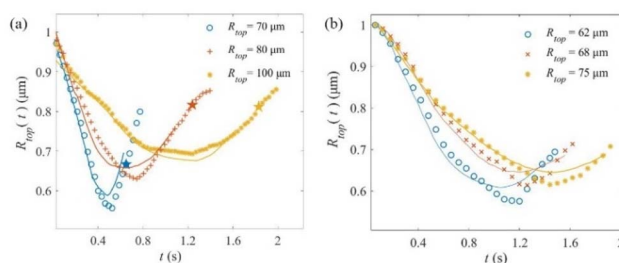 (a)
R_top = 70 μm
R_top = 80 μm
R_top = 100 μm
1
0.9
0.8
0.7
0.6
R_top ( t ) (μm)
0.4
0.8
1.2
1.6
2
t (s)
(b)
R_top = 62 μm
R_top = 68 μm
R_top = 75 μm
1
0.9
0.8
0.7
0.6
R_top ( t ) (μm)
0.4
0.8
1.2
1.6
2
t (s)